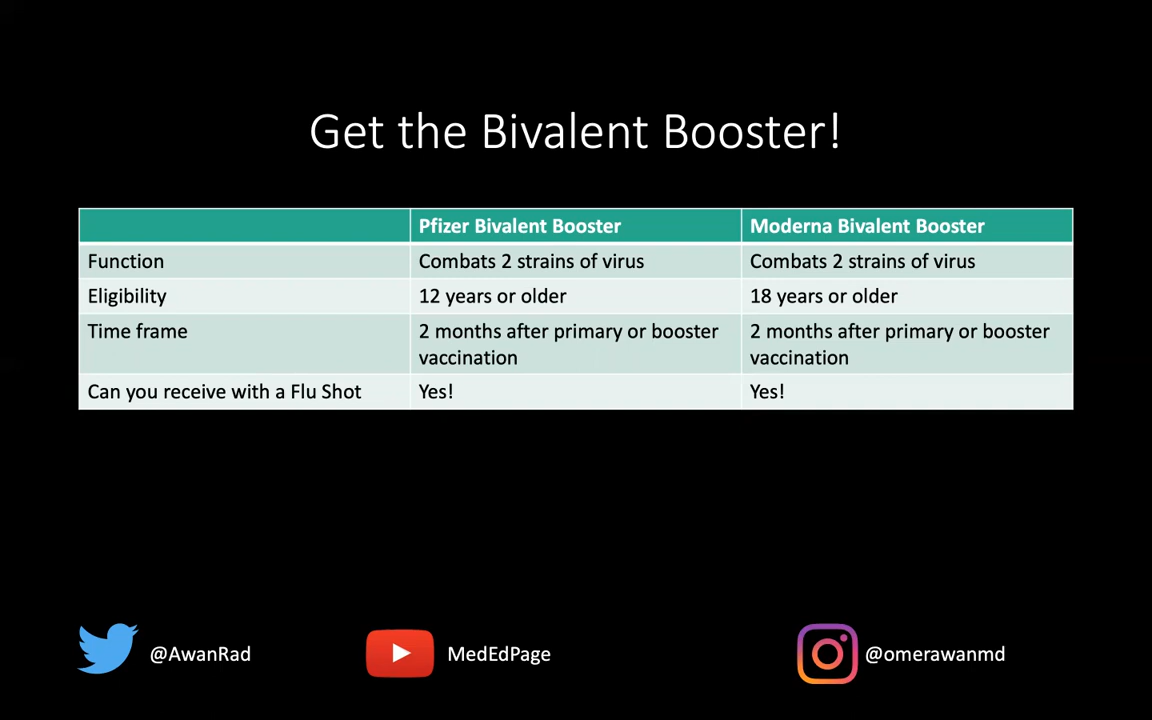 Get the Bivalent Booster!
Pfizer Bivalent Booster Moderna Bivalent Booster
Function Combats 2 strains of virus Combats 2 strains of virus
Eligibility 12 years or older 18 years or older
Time frame 2 months after primary or booster 2 months after primary or booster
vaccination vaccination
Can you receive with a Flu Shot Yes! Yes!
@AwanRad MedEdPage @omerawanmd